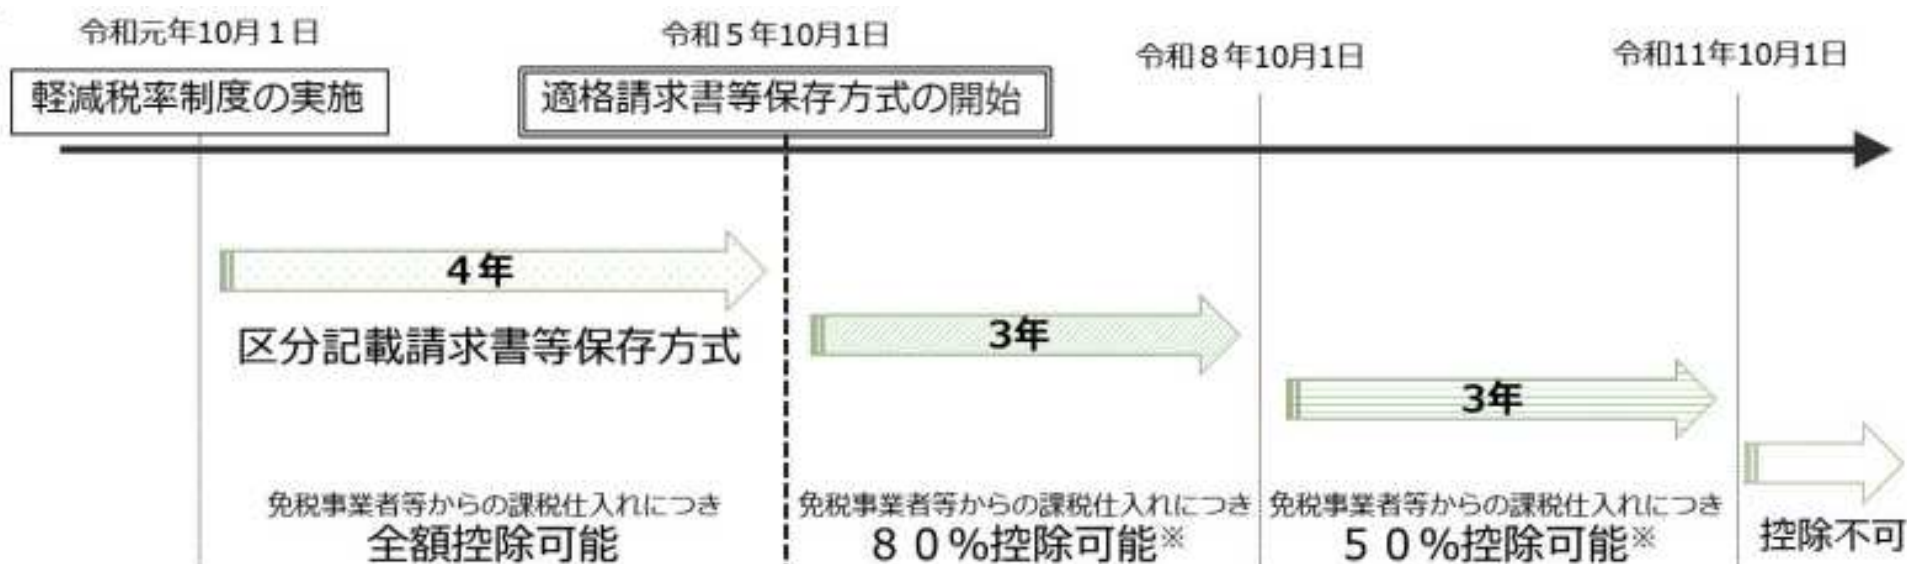 令和元年10月１日
令和５年10月1日
令和８年10月1日
令和11年10月1日
軽減税率制度の実施
適格請求書等保存方式の開始
４年
区分記載請求書等保存方式
3年
3年
免税事業者等からの課税仕入れにつき
全額控除可能
免税事業者等からの課税仕入れにつき
８０%控除可能※
免税事業者等からの課税仕入れにつき
５０%控除可能※
控除不可